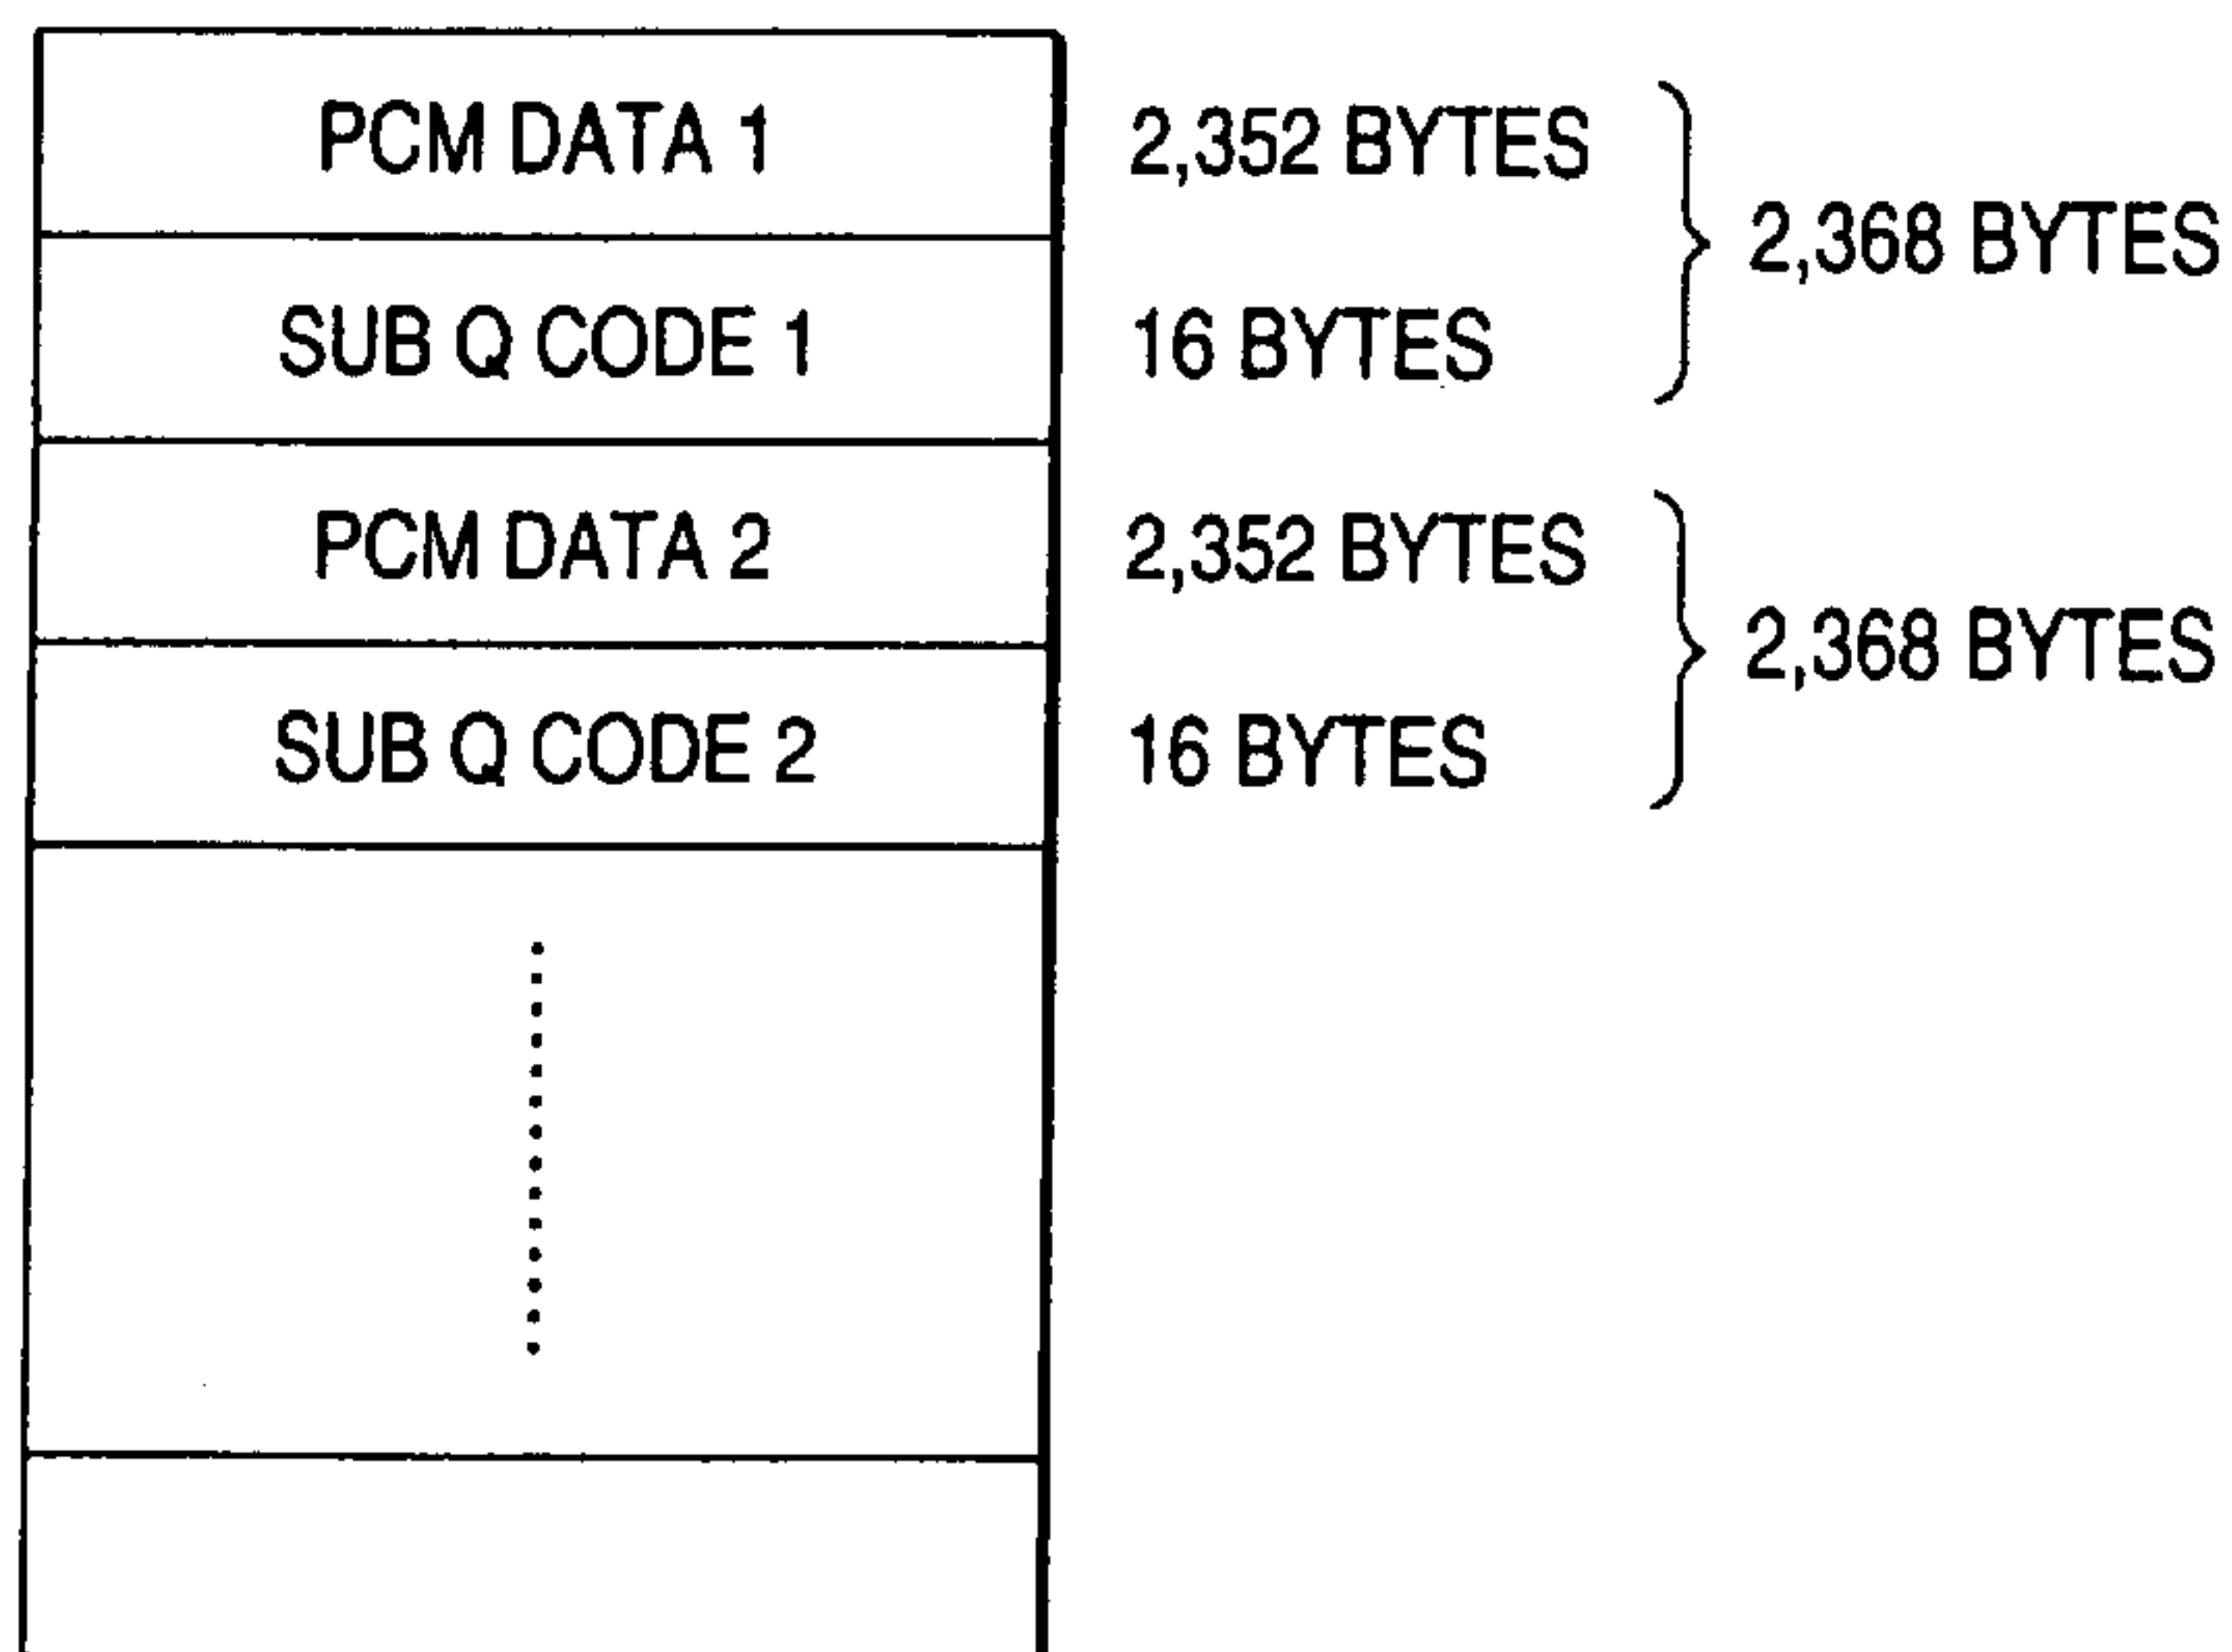 PCM DATA 1 2,352 BYTES
2,368 BYTES
SUB Q CODE 1 16 BYTES
PCM DATA 2 2,352 BYTES
2,368 BYTES
SUB Q CODE 2 16 BYTES